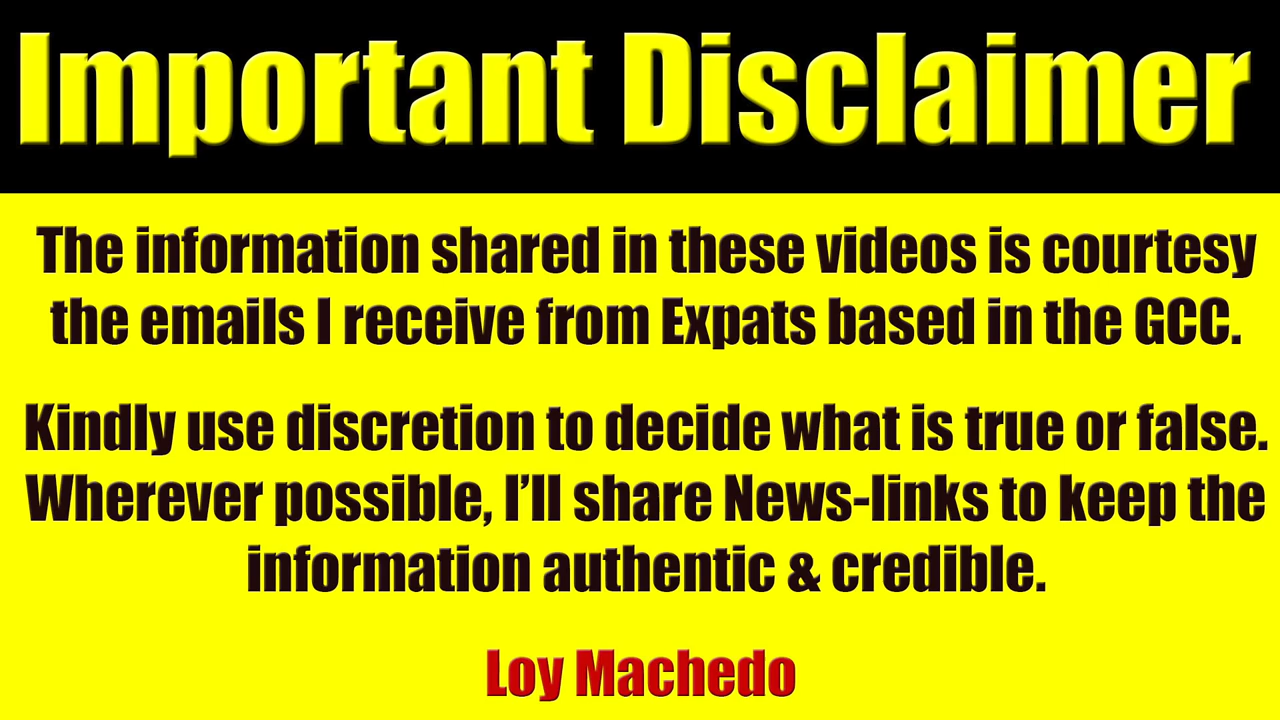 Important Disclaimer
The information shared in these videos is courtesy
the emails I receive from Expats based in the GCC.
Kindly use discretion to decide what is true or false.
Wherever possible, I’ll share News-links to keep the
information authentic & credible.
Loy Machedo